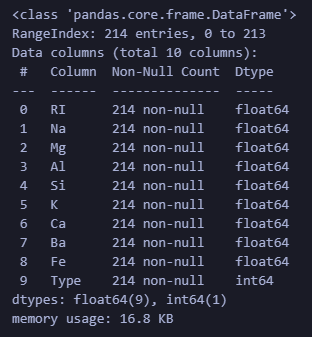 <class 'pandas.core.frame.DataFrame'>
RangeIndex: 214 entries, 0 to 213
Data columns (total 10 columns):
 #   Column  Non-Null Count  Dtype
---  ------  --------------  -----
 0   RI      214 non-null    float64
 1   Na      214 non-null    float64
 2   Mg      214 non-null    float64
 3   Al      214 non-null    float64
 4   Si      214 non-null    float64
 5   K       214 non-null    float64
 6   Ca      214 non-null    float64
 7   Ba      214 non-null    float64
 8   Fe      214 non-null    float64
 9   Type    214 non-null    int64
dtypes: float64(9), int64(1)
memory usage: 16.8 KB